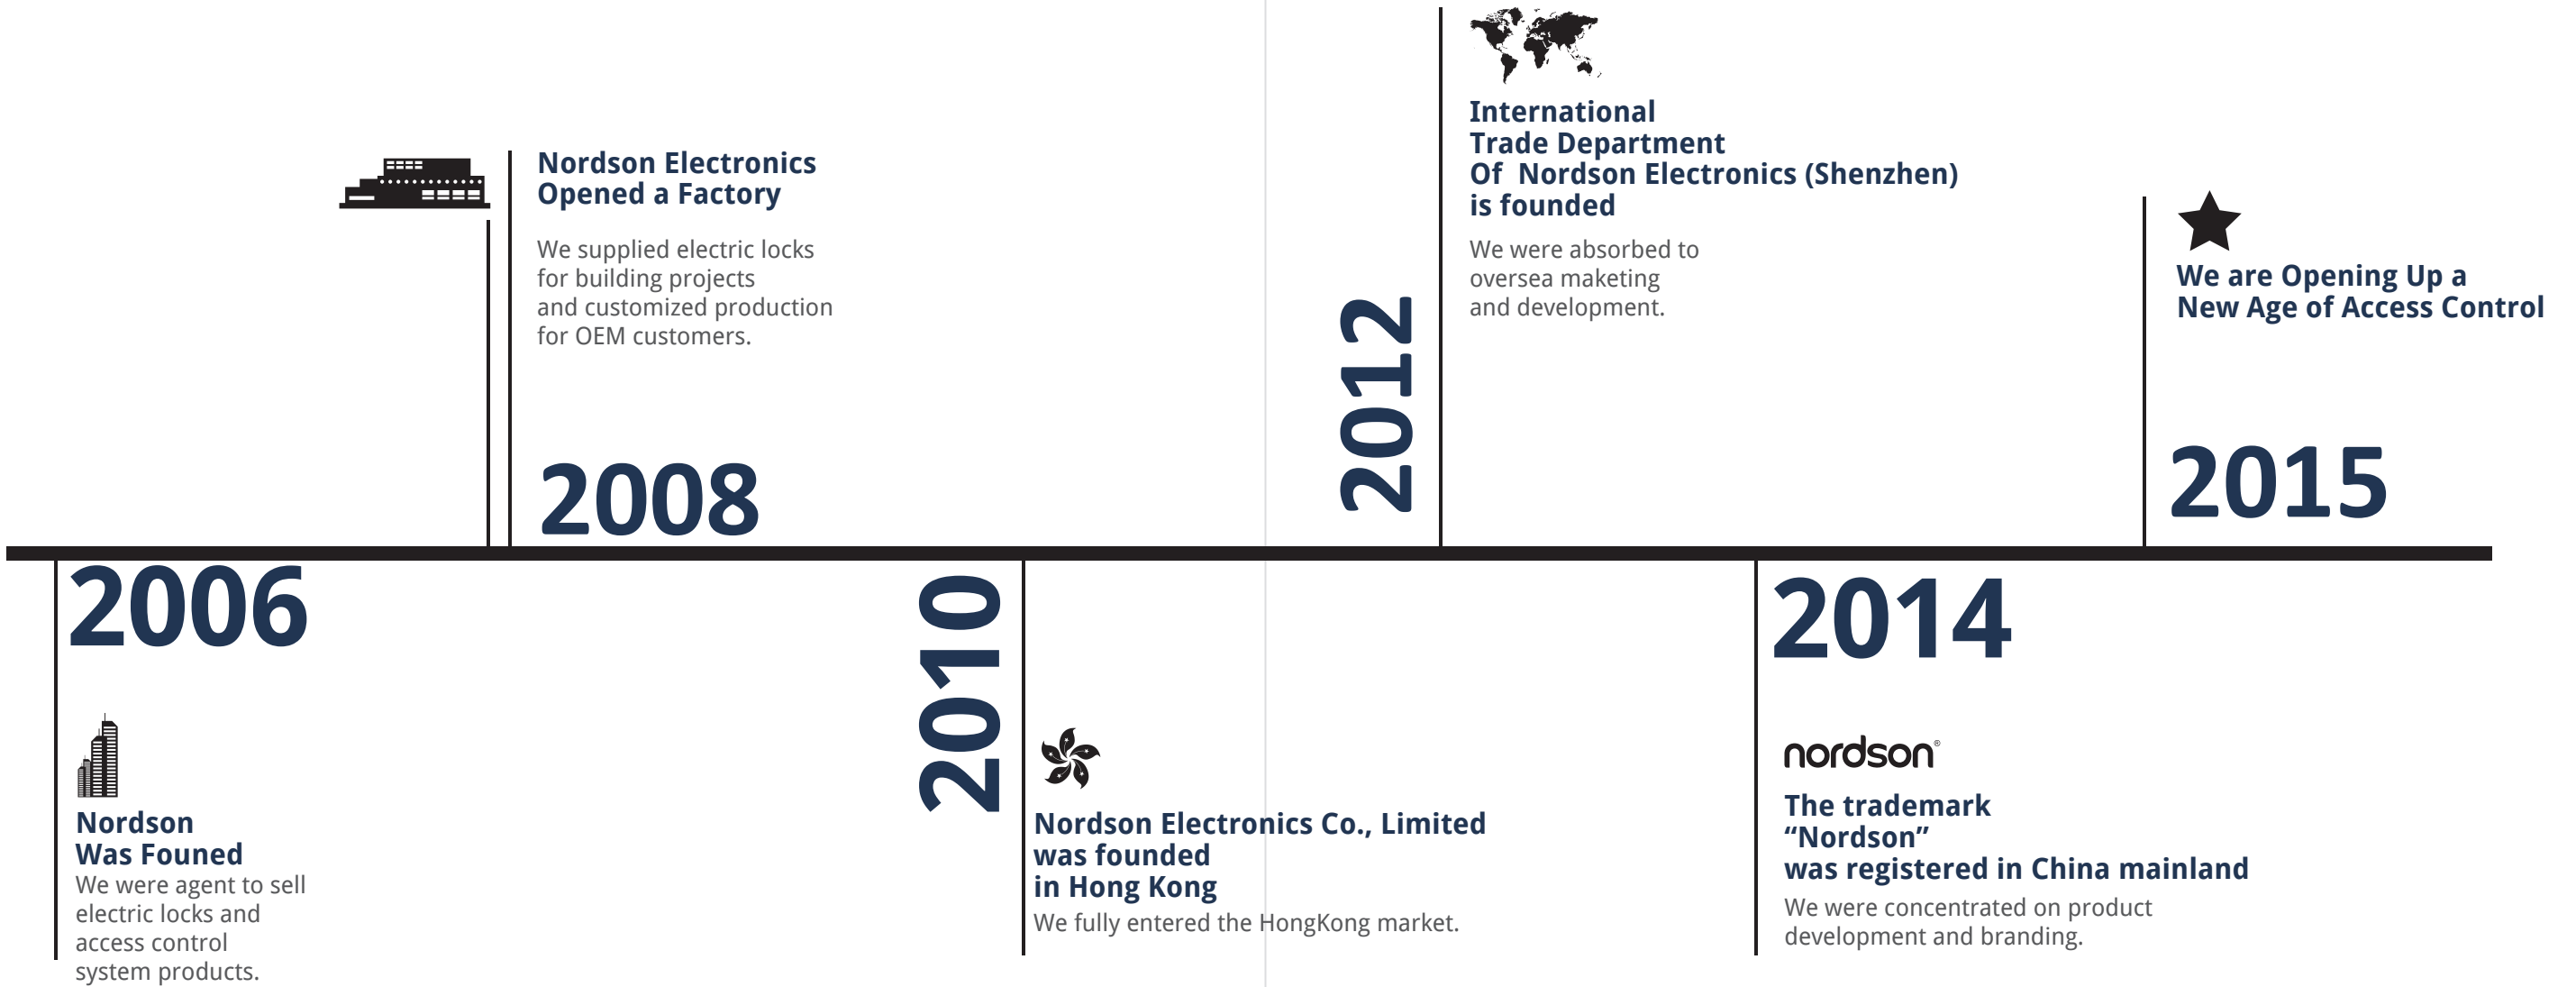 2006
Nordson
Was Founed
We were agent to sell
electric locks and
access control
system products.
Nordson Electronics
Opened a Factory
We supplied electric locks
for building projects
and customized production
for OEM customers.
2008
2010
Nordson Electronics Co., Limited
was founded
in Hong Kong
We fully entered the HongKong market.
International
Trade Department
Of  Nordson Electronics (Shenzhen)
is founded
We were absorbed to
oversea maketing
and development.
2012
2014
nordson®
The trademark
“Nordson”
was registered in China mainland
We were concentrated on product
development and branding.
We are Opening Up a
New Age of Access Control
2015